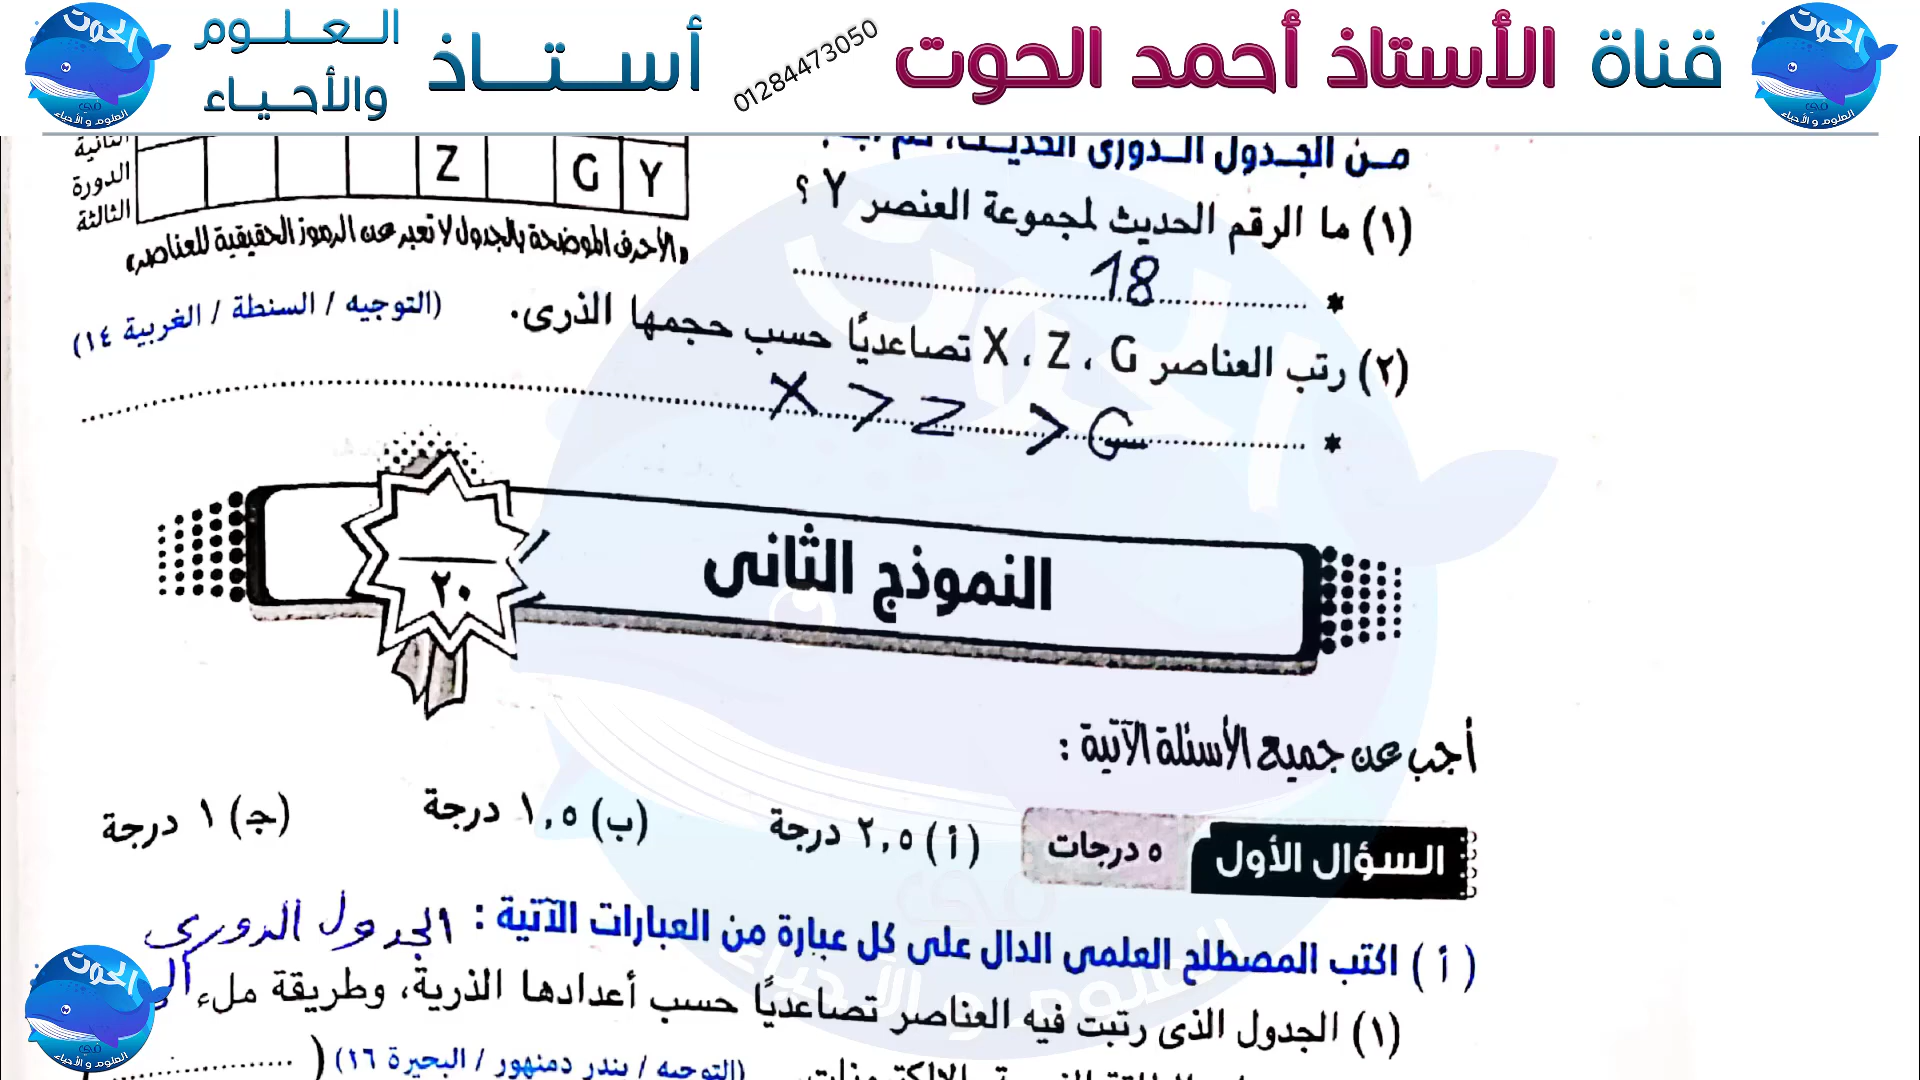 قناة الأستاذ أحمد الحوت 01284473050 أستاذ العلوم والأحياء
الحوت
في
العلوم و الأحياء
من الجدول الدورى
(١) ما الرقم الحديث لمجموعة العنصر Y ؟
* 18
(٢) رتب العناصر X ، Z ، G تصاعديًا حسب حجمها الذرى.
(التوجيه / السنطة / الغربية ١٤)
* G < Z < X
الثانية
الدورة
الثالثة
Z G Y
«الأحرف الموضحة بالجدول لا تعبر عن الرموز الحقيقية للعناصر»
النموذج الثانى
٢٠
أجب عن جميع الأسئلة الآتية :
السؤال الأول ٥ درجات (أ) ٢,٥ درجة (ب) ١,٥ درجة (جـ) ١ درجة
(أ) اكتب المصطلح العلمى الدال على كل عبارة من العبارات الآتية : الجدول الدورى
(١) الجدول الذى رتبت فيه العناصر تصاعديًا حسب أعدادها الذرية، وطريقة ملء
(التوجيه / بندر دمنهور / البحيرة ١٦)